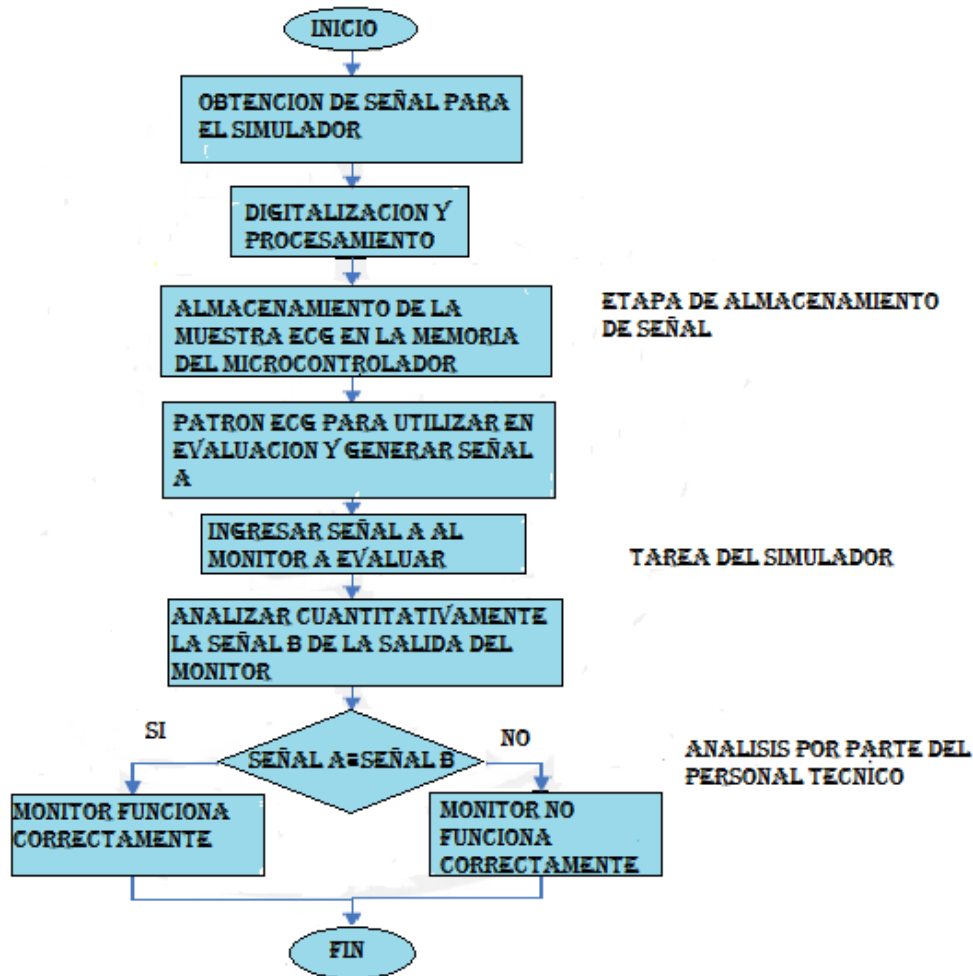 INICIO
OBTENCION DE SEÑAL PARA
EL SIMULADOR
DIGITALIZACION Y
PROCESAMIENTO
ALMACENAMIENTO DE LA
MUESTRA ECG EN LA MEMORIA
DEL MICROCONTROLADOR
ETAPA DE ALMACENAMIENTO
DE SEÑAL
PATRON ECG PARA UTILIZAR EN
EVALUACION Y GENERAR SEÑAL
A
INGRESAR SEÑAL A AL
MONITOR A EVALUAR
TAREA DEL SIMULADOR
ANALIZAR CUANTITATIVAMENTE
LA SEÑAL B DE LA SALIDA DEL
MONITOR
SI
SEÑAL A=SEÑAL B
NO
ANALISIS POR PARTE DEL
PERSONAL TECNICO
MONITOR FUNCIONA
CORRECTAMENTE
MONITOR NO
FUNCIONA
CORRECTAMENTE
FIN